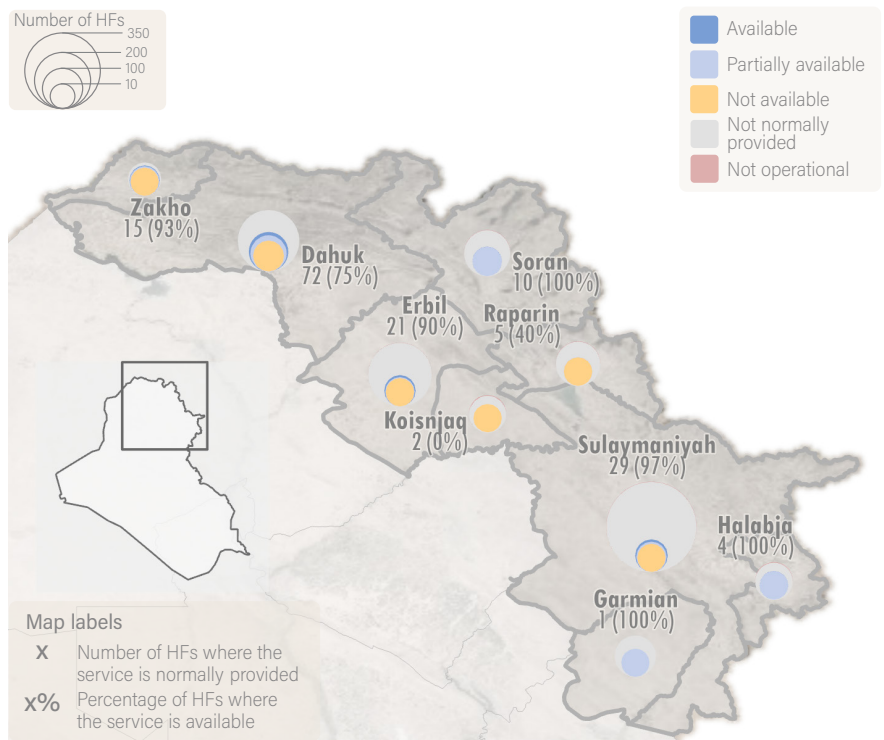 Number of HFs
350
200
100
10
Available
Partially available
Not available
Not normally
provided
Not operational
Zakho
15 (93%)
Dahuk
72 (75%)
Soran
10 (100%)
Erbil
21 (90%)
Raparin
5 (40%)
Koisnjaq
2 (0%)
Sulaymaniyah
29 (97%)
Halabja
4 (100%)
Garmian
1 (100%)
Map labels
x Number of HFs where the
service is normally provided
x% Percentage of HFs where
the service is available